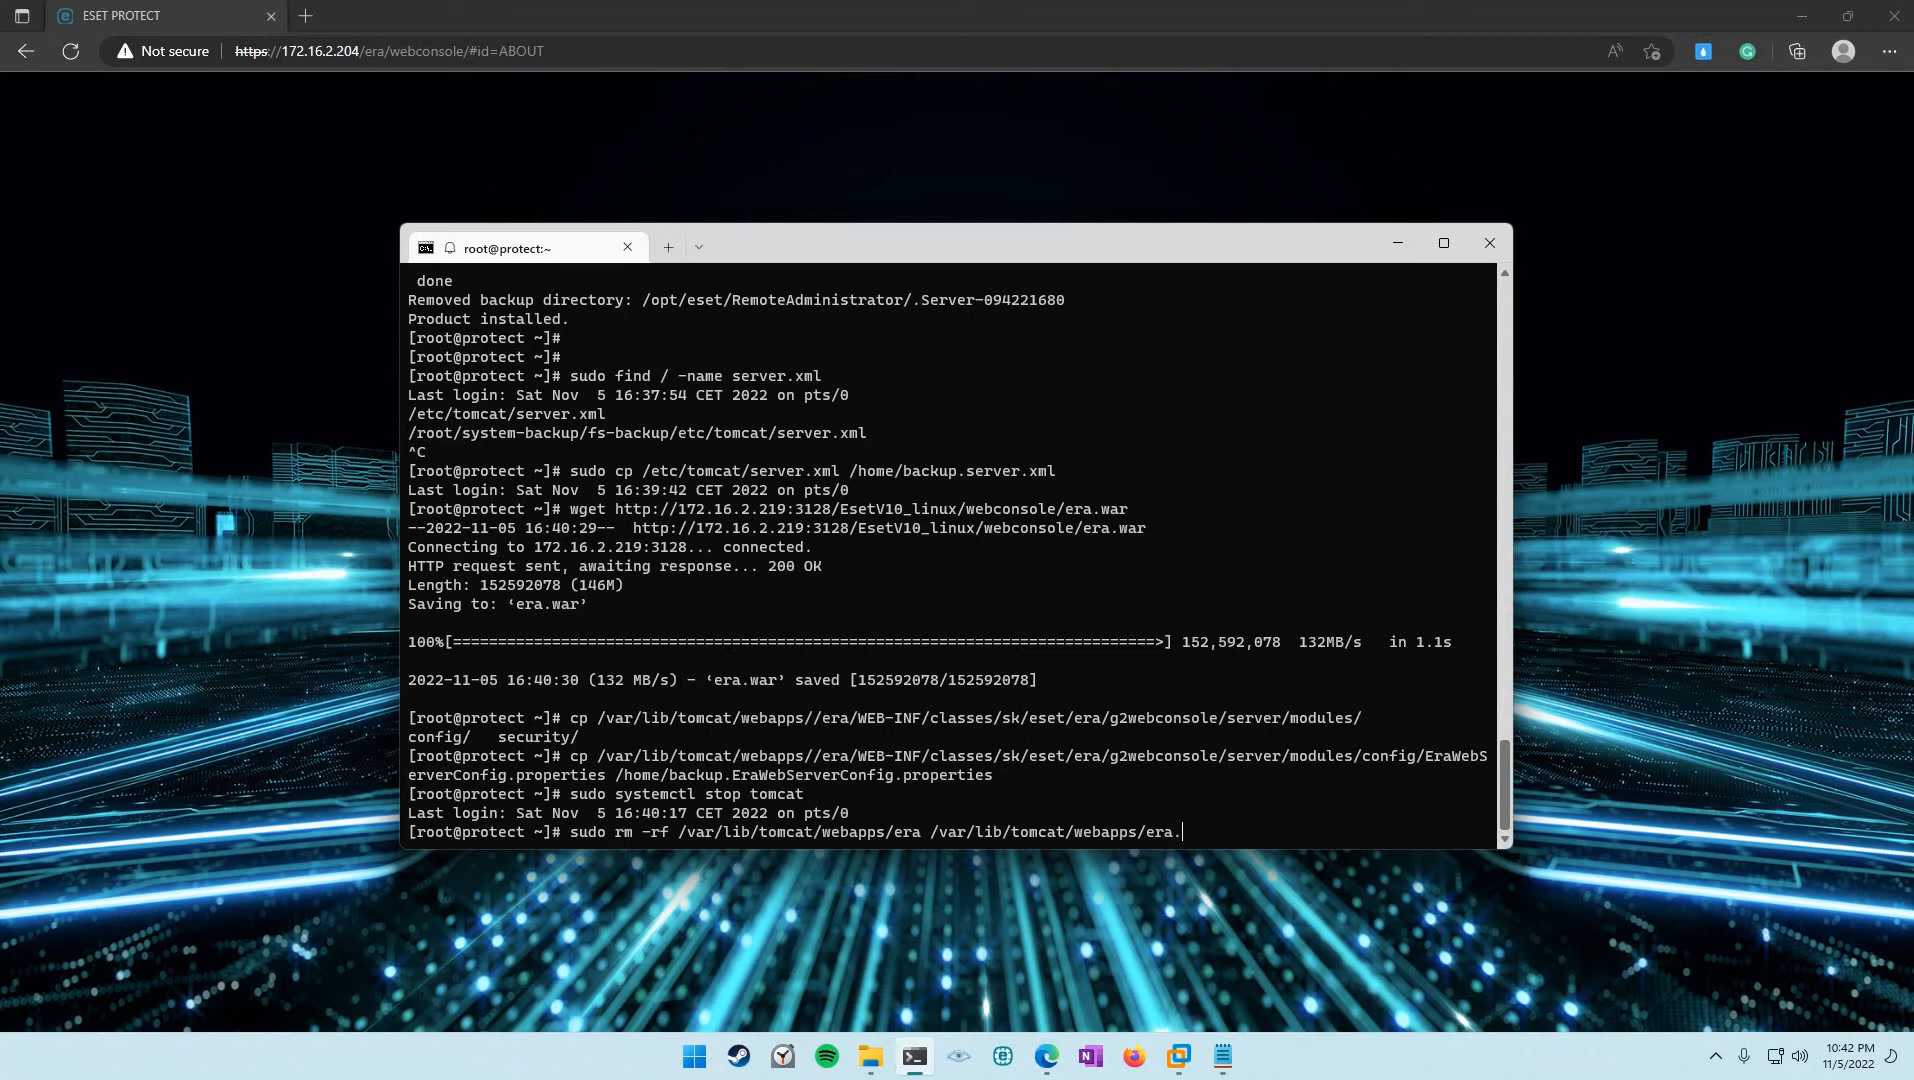 ESET PROTECT
Not secure
https://172.16.2.204/era/webconsole/#id=ABOUT
root@protect:~
done
Removed backup directory: /opt/eset/RemoteAdministrator/.Server-094221680
Product installed.
[root@protect ~]#
[root@protect ~]#
[root@protect ~]# sudo find / -name server.xml
Last login: Sat Nov  5 16:37:54 CET 2022 on pts/0
/etc/tomcat/server.xml
/root/system-backup/fs-backup/etc/tomcat/server.xml
^C
[root@protect ~]# sudo cp /etc/tomcat/server.xml /home/backup.server.xml
Last login: Sat Nov  5 16:39:42 CET 2022 on pts/0
[root@protect ~]# wget http://172.16.2.219:3128/EsetV10_linux/webconsole/era.war
--2022-11-05 16:40:29--  http://172.16.2.219:3128/EsetV10_linux/webconsole/era.war
Connecting to 172.16.2.219:3128... connected.
HTTP request sent, awaiting response... 200 OK
Length: 152592078 (146M)
Saving to: ‘era.war’
100%[==============================================================================>] 152,592,078  132MB/s   in 1.1s
2022-11-05 16:40:30 (132 MB/s) - ‘era.war’ saved [152592078/152592078]
[root@protect ~]# cp /var/lib/tomcat/webapps//era/WEB-INF/classes/sk/eset/era/g2webconsole/server/modules/
config/   security/
[root@protect ~]# cp /var/lib/tomcat/webapps//era/WEB-INF/classes/sk/eset/era/g2webconsole/server/modules/config/EraWebS
erverConfig.properties /home/backup.EraWebServerConfig.properties
[root@protect ~]# sudo systemctl stop tomcat
Last login: Sat Nov  5 16:40:17 CET 2022 on pts/0
[root@protect ~]# sudo rm -rf /var/lib/tomcat/webapps/era /var/lib/tomcat/webapps/era.
10:42 PM
11/5/2022